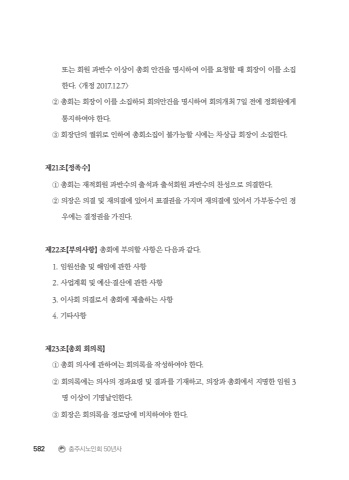 또는 회원 과반수 이상이 총회 안건을 명시하여 이를 요청할 때 회장이 이를 소집
한다. <개정 2017.12.7>
② 총회는 회장이 이를 소집하되 회의안건을 명시하여 회의개최 7일 전에 정회원에게
통지하여야 한다.
③ 회장단의 궐위로 인하여 총회소집이 불가능할 시에는 차상급 회장이 소집한다.
제21조【정족수】
① 총회는 재적회원 과반수의 출석과 출석회원 과반수의 찬성으로 의결한다.
② 의장은 의결 및 재의결에 있어서 표결권을 가지며 재의결에 있어서 가부동수인 경
우에는 결정권을 가진다.
제22조【부의사항】 총회에 부의할 사항은 다음과 같다.
1. 임원선출 및 해임에 관한 사항
2. 사업계획 및 예산·결산에 관한 사항
3. 이사회 의결로서 총회에 제출하는 사항
4. 기타사항
제23조【총회 회의록】
① 총회 의사에 관하여는 회의록을 작성하여야 한다.
② 회의록에는 의사의 경과요령 및 결과를 기재하고, 의장과 총회에서 지명한 임원 3
명 이상이 기명날인한다.
③ 회장은 회의록을 경로당에 비치하여야 한다.
582 충주시노인회 50년사